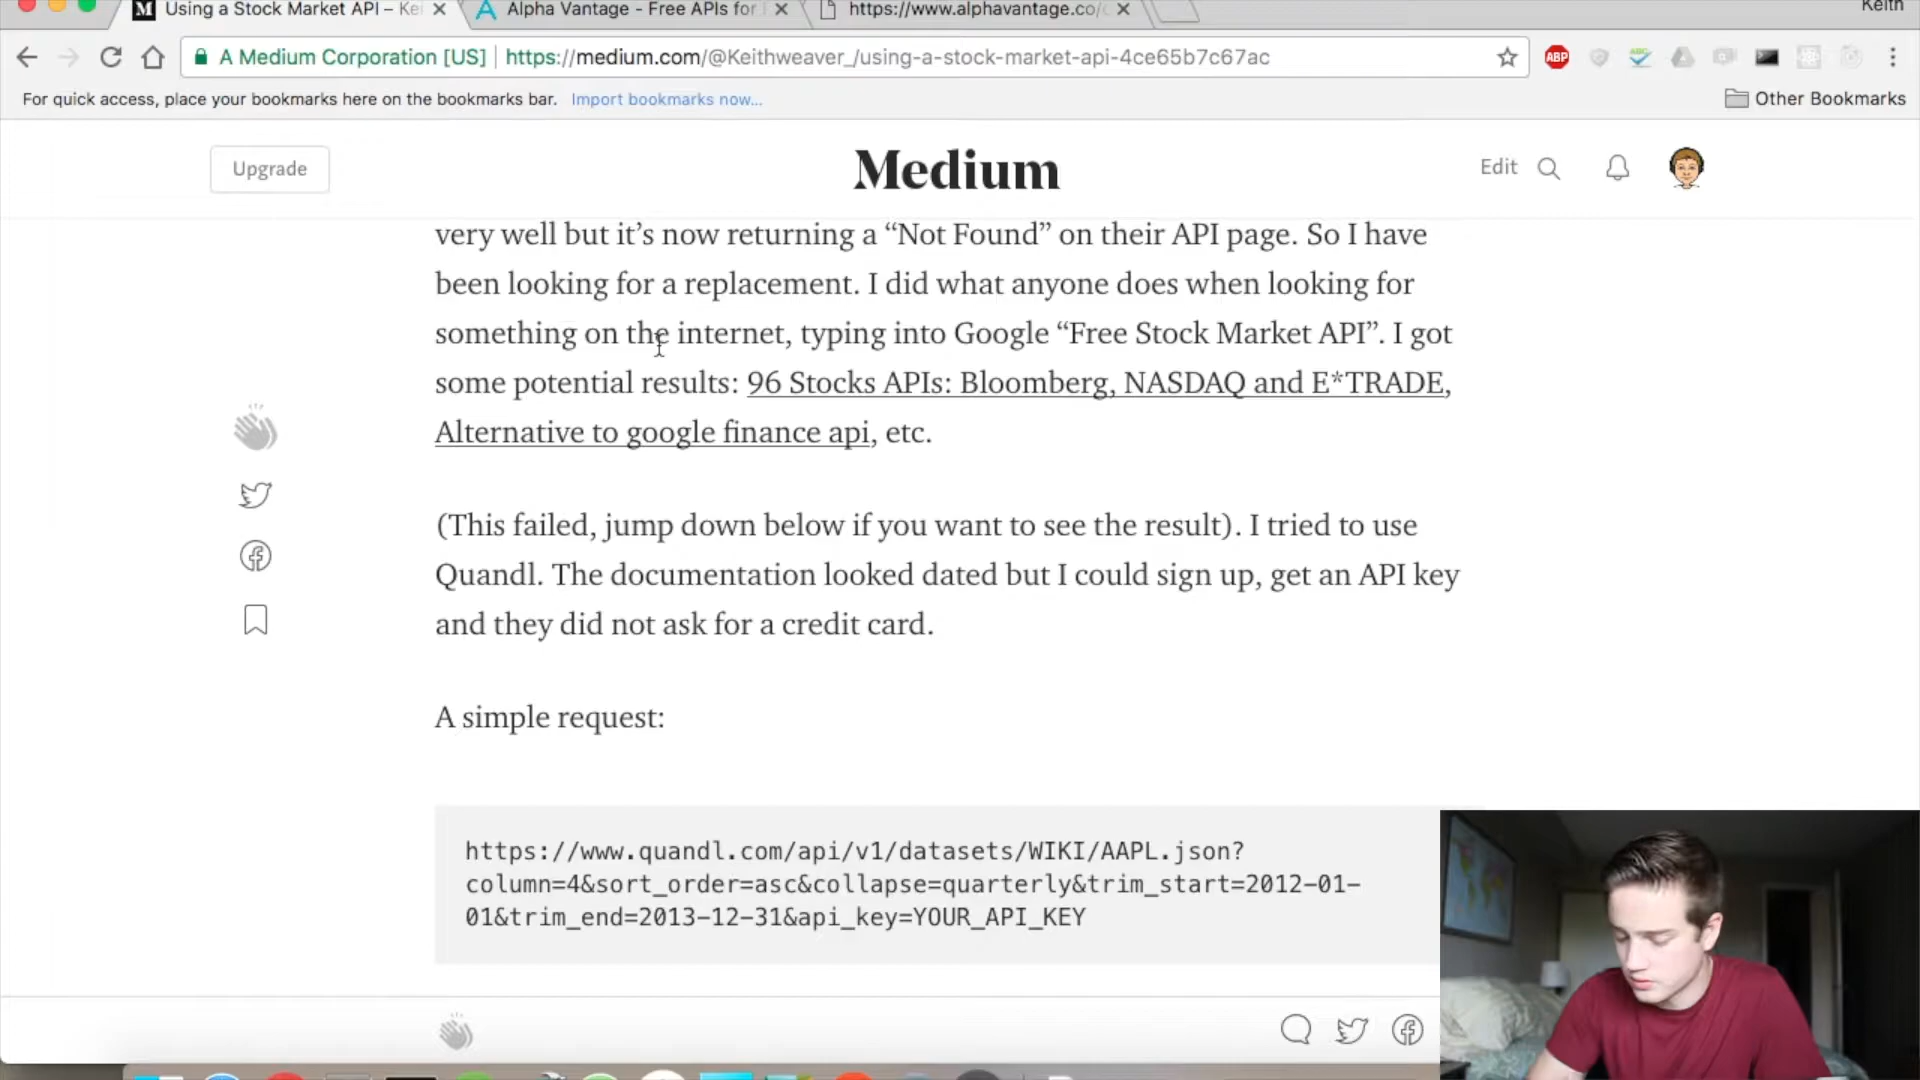 Using a Stock Market API – Kei
Alpha Vantage - Free APIs for
https://www.alphavantage.co/
Keith
A Medium Corporation [US]
https://medium.com/@Keithweaver_/using-a-stock-market-api-4ce65b7c67ac
ABP
For quick access, place your bookmarks here on the bookmarks bar. Import bookmarks now...
Other Bookmarks
Upgrade
Medium
Edit
very well but it’s now returning a “Not Found” on their API page. So I have
been looking for a replacement. I did what anyone does when looking for
something on the internet, typing into Google “Free Stock Market API”. I got
some potential results: 96 Stocks APIs: Bloomberg, NASDAQ and E*TRADE,
Alternative to google finance api, etc.
(This failed, jump down below if you want to see the result). I tried to use
Quandl. The documentation looked dated but I could sign up, get an API key
and they did not ask for a credit card.
A simple request:
https://www.quandl.com/api/v1/datasets/WIKI/AAPL.json?
column=4&sort_order=asc&collapse=quarterly&trim_start=2012-01-
01&trim_end=2013-12-31&api_key=YOUR_API_KEY